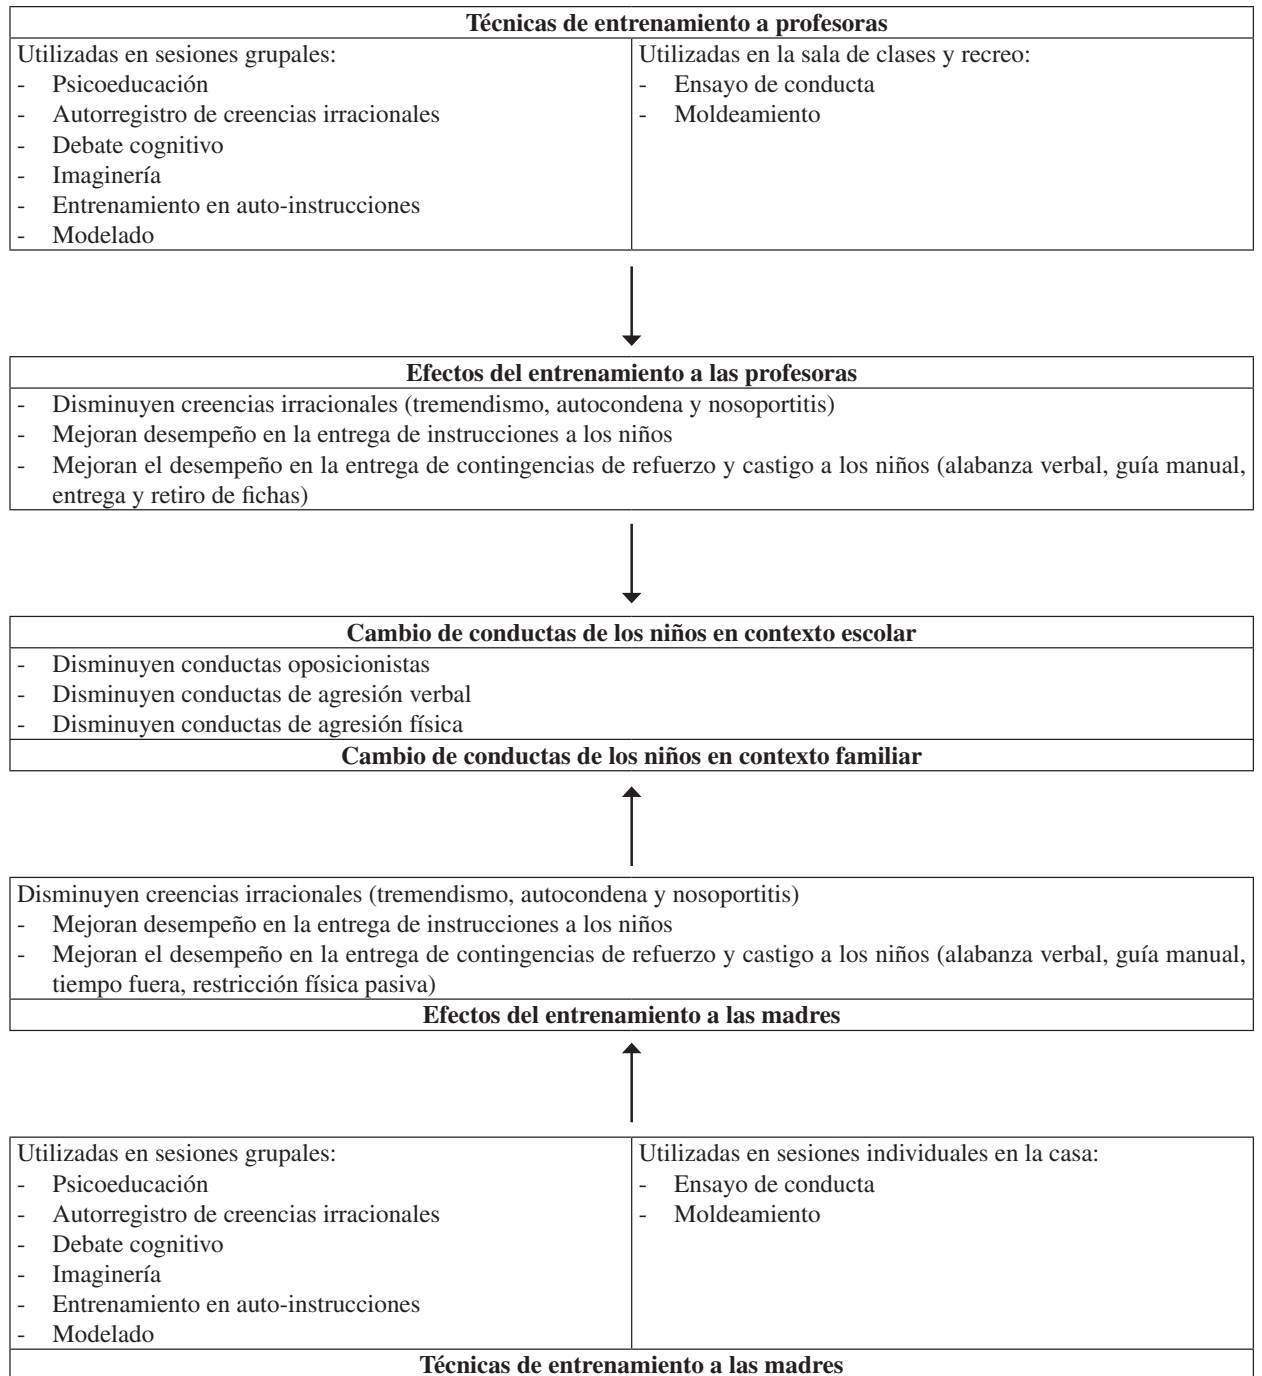 Técnicas de entrenamiento a profesoras
Utilizadas en sesiones grupales:
- Psicoeducación
- Autorregistro de creencias irracionales
- Debate cognitivo
- Imaginería
- Entrenamiento en auto-instrucciones
- Modelado
Utilizadas en la sala de clases y recreo:
- Ensayo de conducta
- Moldeamiento
Efectos del entrenamiento a las profesoras
- Disminuyen creencias irracionales (tremendismo, autocondena y nosoportitis)
- Mejoran desempeño en la entrega de instrucciones a los niños
- Mejoran el desempeño en la entrega de contingencias de refuerzo y castigo a los niños (alabanza verbal, guía manual,
entrega y retiro de fichas)
Cambio de conductas de los niños en contexto escolar
- Disminuyen conductas oposicionistas
- Disminuyen conductas de agresión verbal
- Disminuyen conductas de agresión física
Cambio de conductas de los niños en contexto familiar
Disminuyen creencias irracionales (tremendismo, autocondena y nosoportitis)
- Mejoran desempeño en la entrega de instrucciones a los niños
- Mejoran el desempeño en la entrega de contingencias de refuerzo y castigo a los niños (alabanza verbal, guía manual,
tiempo fuera, restricción física pasiva)
Efectos del entrenamiento a las madres
Utilizadas en sesiones grupales:
- Psicoeducación
- Autorregistro de creencias irracionales
- Debate cognitivo
- Imaginería
- Entrenamiento en auto-instrucciones
- Modelado
Utilizadas en sesiones individuales en la casa:
- Ensayo de conducta
- Moldeamiento
Técnicas de entrenamiento a las madres